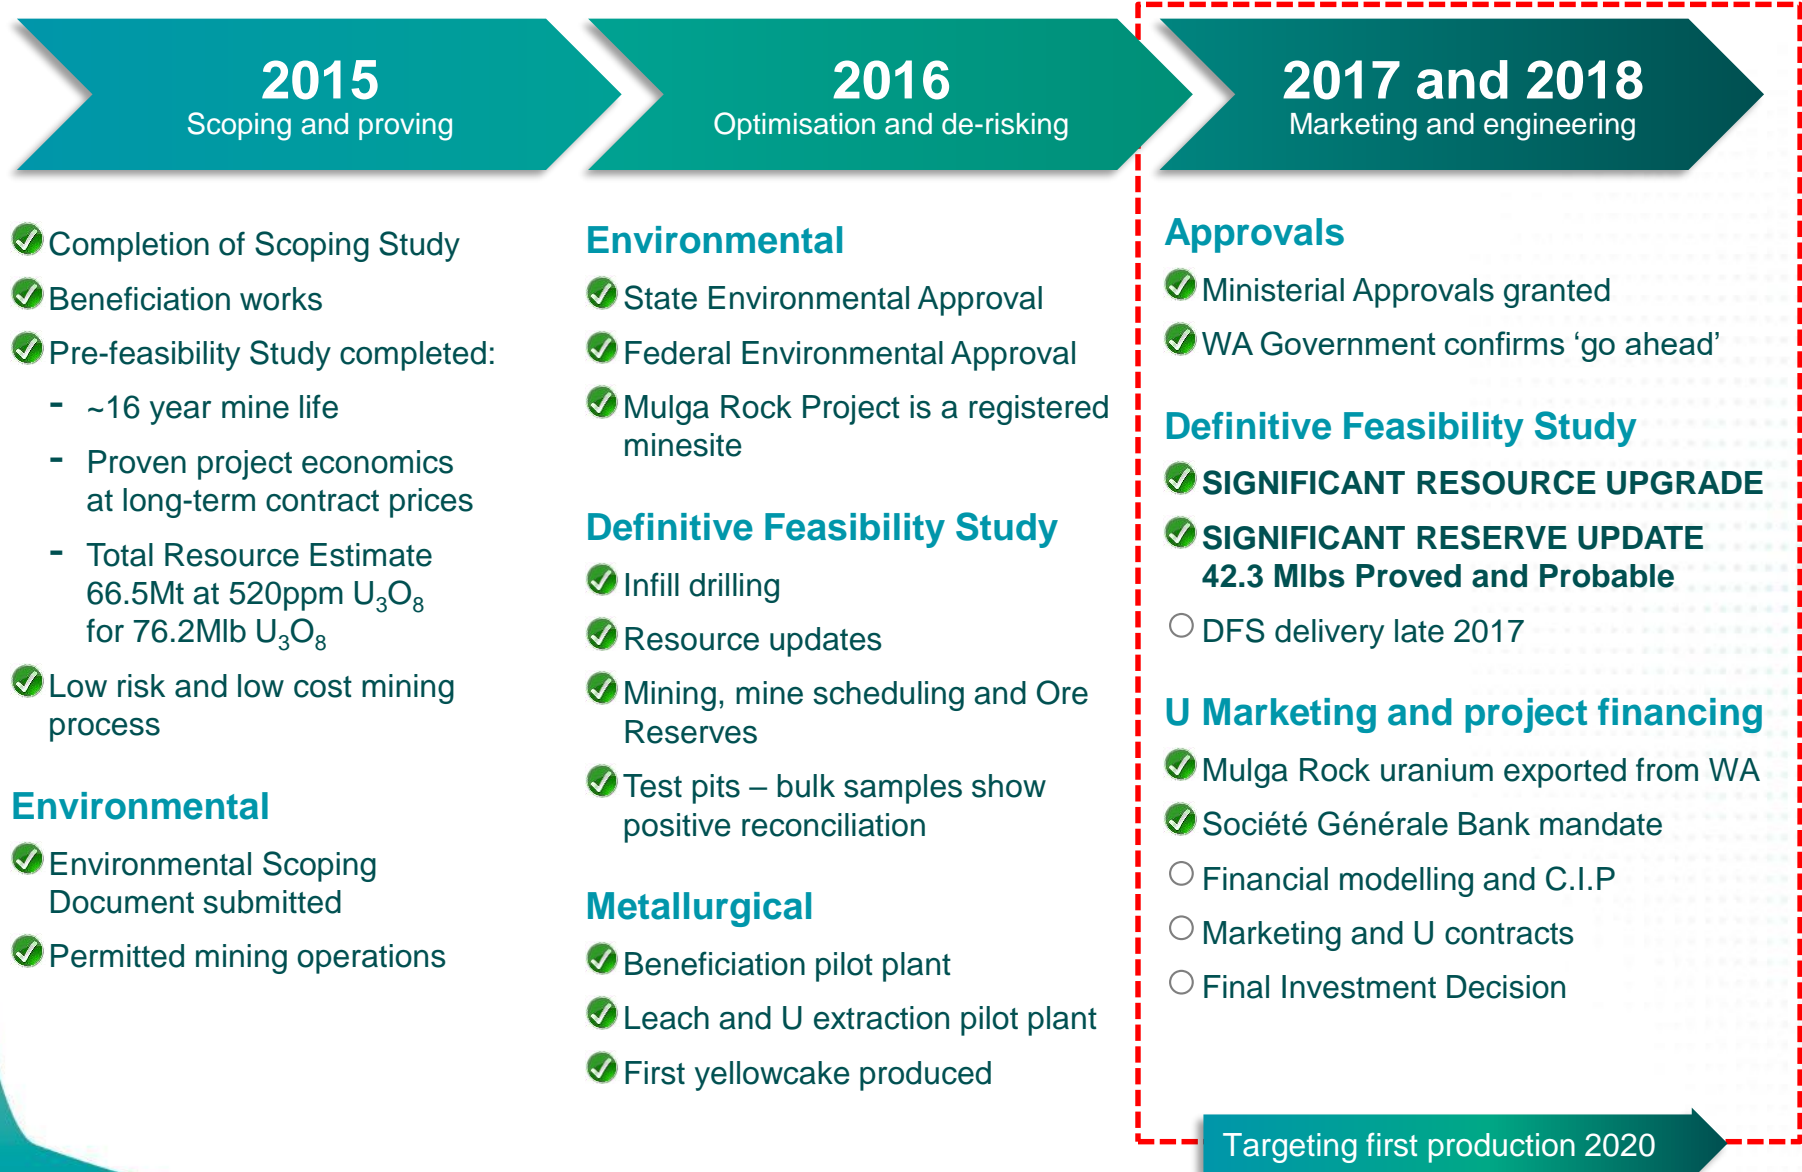 2015
Scoping and proving
Completion of Scoping Study
Beneficiation works
Pre-feasibility Study completed:
- ~16 year mine life
- Proven project economics
at long-term contract prices
- Total Resource Estimate
66.5Mt at 520ppm U₃O₈
for 76.2Mlb U₃O₈
Low risk and low cost mining
process
Environmental
Environmental Scoping
Document submitted
Permitted mining operations
2016
Optimisation and de-risking
Environmental
State Environmental Approval
Federal Environmental Approval
Mulga Rock Project is a registered
minesite
Definitive Feasibility Study
Infill drilling
Resource updates
Mining, mine scheduling and Ore
Reserves
Test pits – bulk samples show
positive reconciliation
Metallurgical
Beneficiation pilot plant
Leach and U extraction pilot plant
First yellowcake produced
2017 and 2018
Marketing and engineering
Approvals
Ministerial Approvals granted
WA Government confirms ‘go ahead’
Definitive Feasibility Study
SIGNIFICANT RESOURCE UPGRADE
SIGNIFICANT RESERVE UPDATE
42.3 Mlbs Proved and Probable
DFS delivery late 2017
U Marketing and project financing
Mulga Rock uranium exported from WA
Société Générale Bank mandate
Financial modelling and C.I.P
Marketing and U contracts
Final Investment Decision
Targeting first production 2020